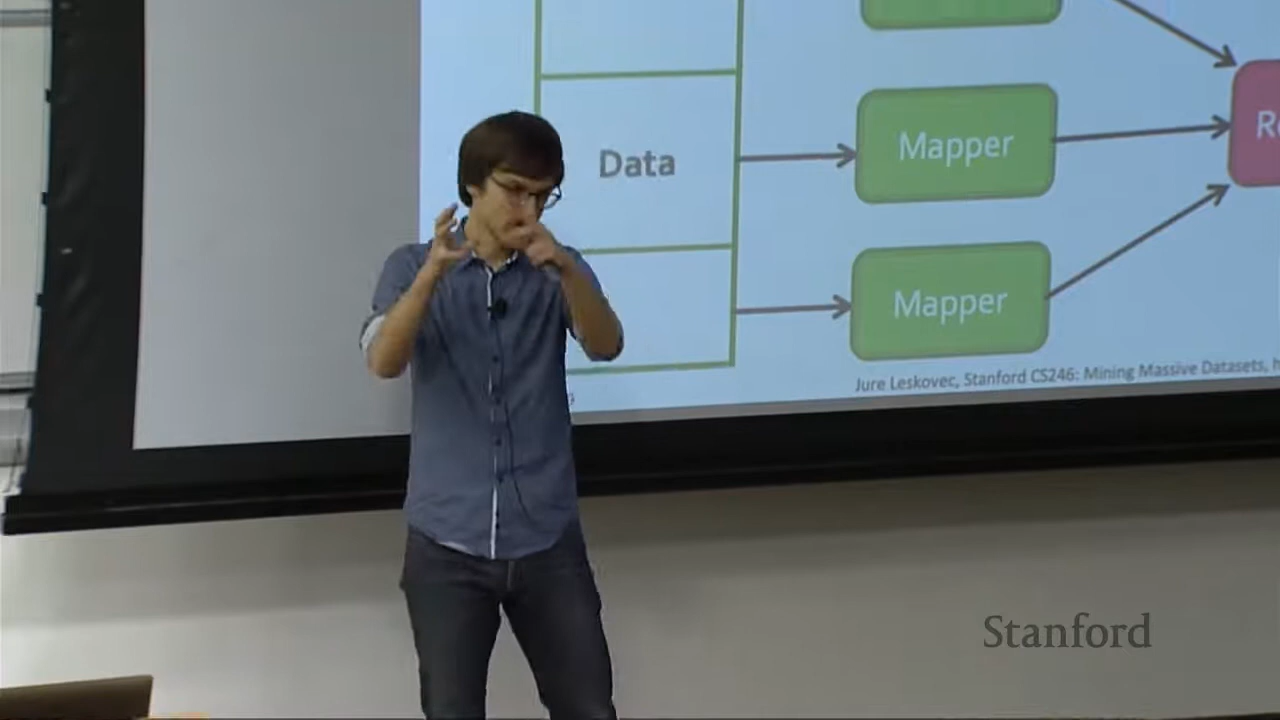 Data
Mapper
Mapper
Jure Leskovec, Stanford CS246: Mining Massive Datasets,
Stanford